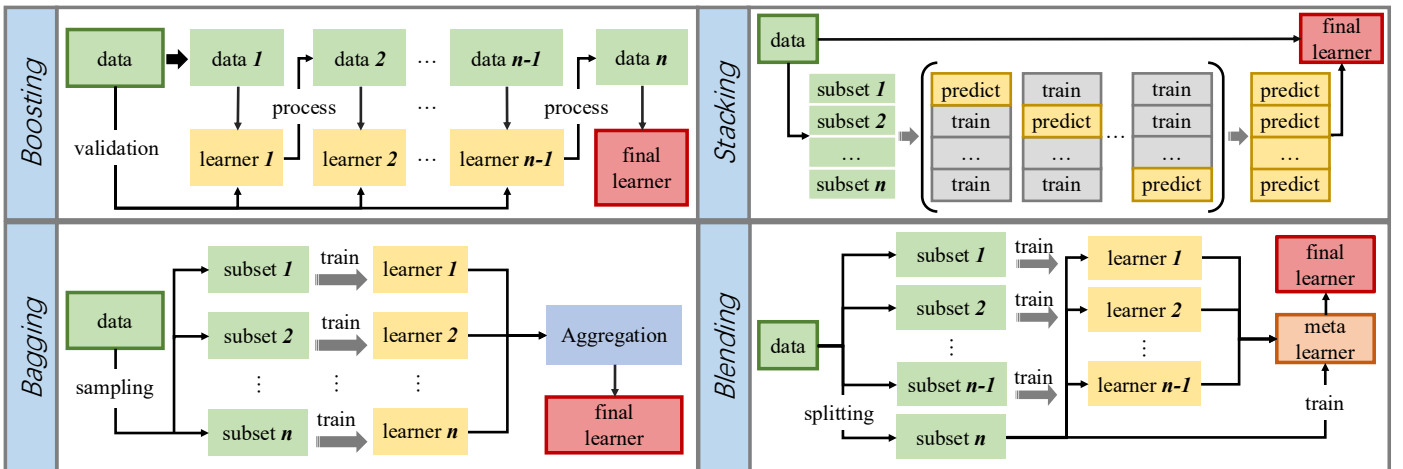 Boosting
data
data 1
data 2
...
data n-1
data n
process
process
...
validation
learner 1
learner 2
...
learner n-1
final
learner
Stacking
data
final
learner
subset 1
subset 2
...
subset n
predict
train
...
train
train
predict
...
train
...
train
train
...
predict
predict
predict
...
predict
Bagging
data
sampling
subset 1
train
learner 1
subset 2
train
learner 2
⋮
⋮
⋮
subset n
train
learner n
Aggregation
final
learner
Blending
data
splitting
subset 1
train
learner 1
subset 2
train
learner 2
⋮
⋮
subset n-1
train
learner n-1
subset n
final
learner
meta
learner
train